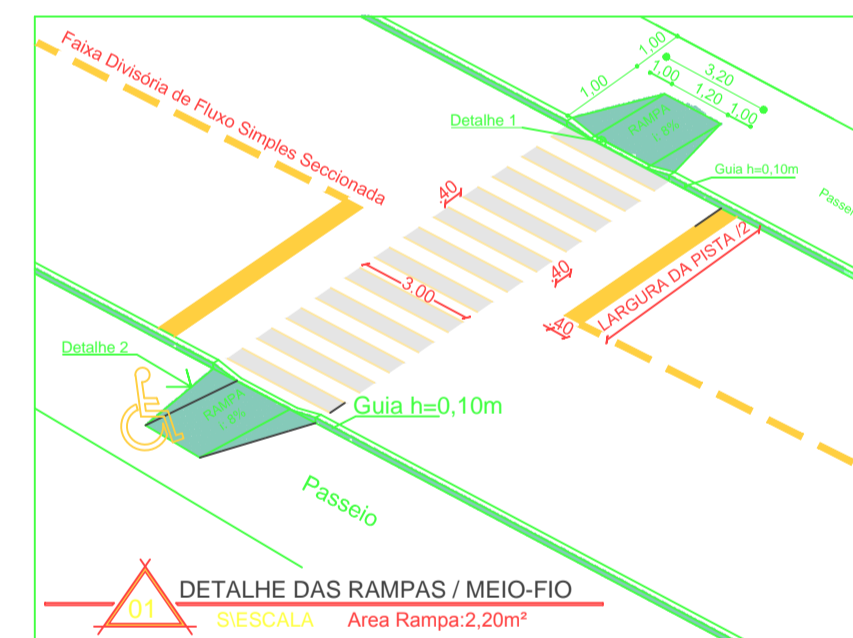 Faixa Divisória de Fluxo Simples Seccionada
1,00
1,00
1,00
3,20
1,20
1,00
Detalhe 1
RAMPA
Guia h=0,10m
Passeio
.40
3.00
.40
.40
LARGURA DA PISTA /2
Detalhe 2
RAMPA
Guia h=0,10m
Passeio
01
DETALHE DAS RAMPAS / MEIO-FIO
S\ESCALA
Area Rampa:2,20m²